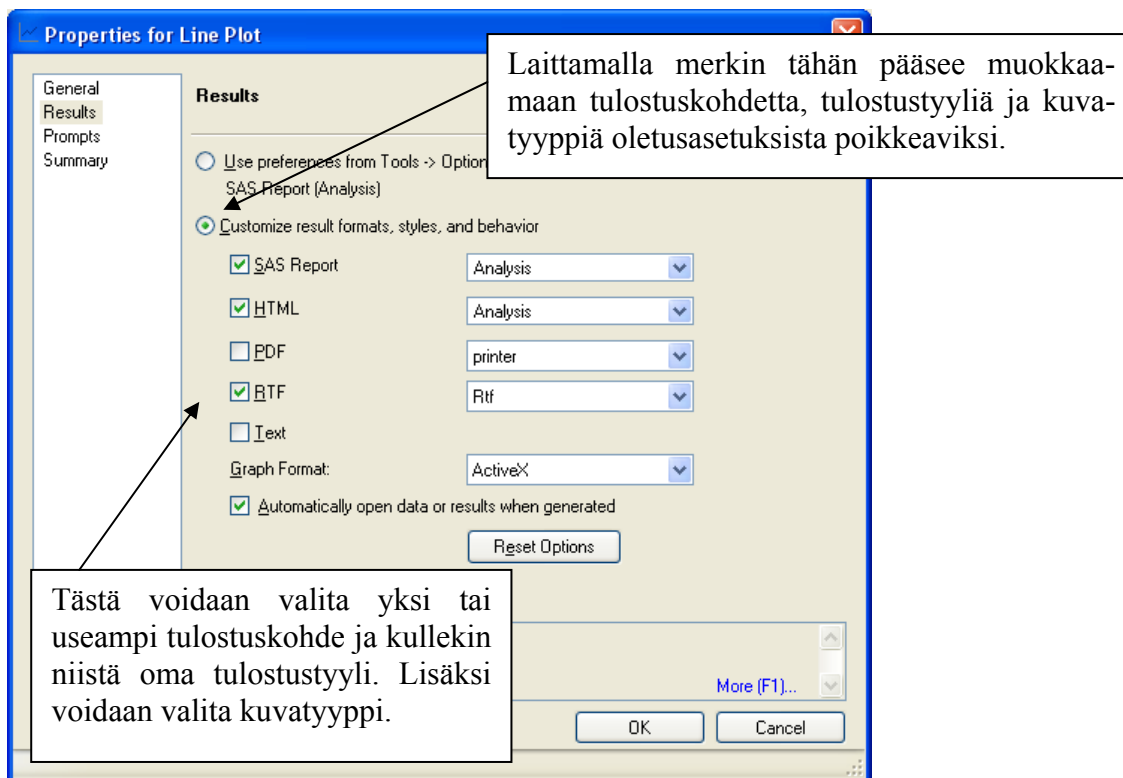 Properties for Line Plot
Laittamalla merkin tähän pääsee muokkaa-
maan tulostuskohdetta, tulostustyyliä ja kuva-
tyyppiä oletusasetuksista poikkeaviksi.
General
Results
Prompts
Summary
Results
Use preferences from Tools -> Option
SAS Report (Analysis)
Customize result formats, styles, and behavior
SAS Report Analysis
HTML Analysis
PDF printer
RTF Rtf
Text
Graph Format: ActiveX
Automatically open data or results when generated
Reset Options
Tästä voidaan valita yksi tai
useampi tulostuskohde ja kullekin
niistä oma tulostustyyli. Lisäksi
voidaan valita kuvatyyppi.
More (F1)...
OK Cancel